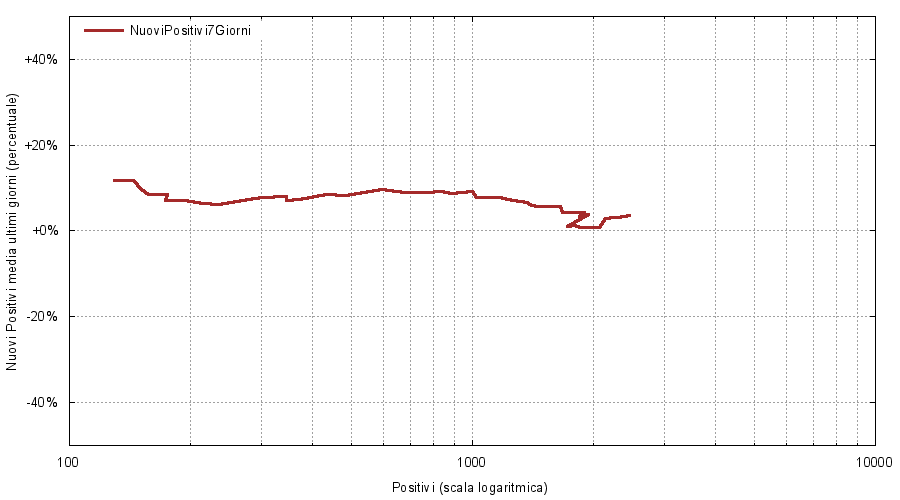 NuoviPositivi7Giorni
+40%
+20%
+0%
-20%
-40%
Nuovi Positivi media ultimi giorni (percentuale)
100
1000
10000
Positivi (scala logaritmica)